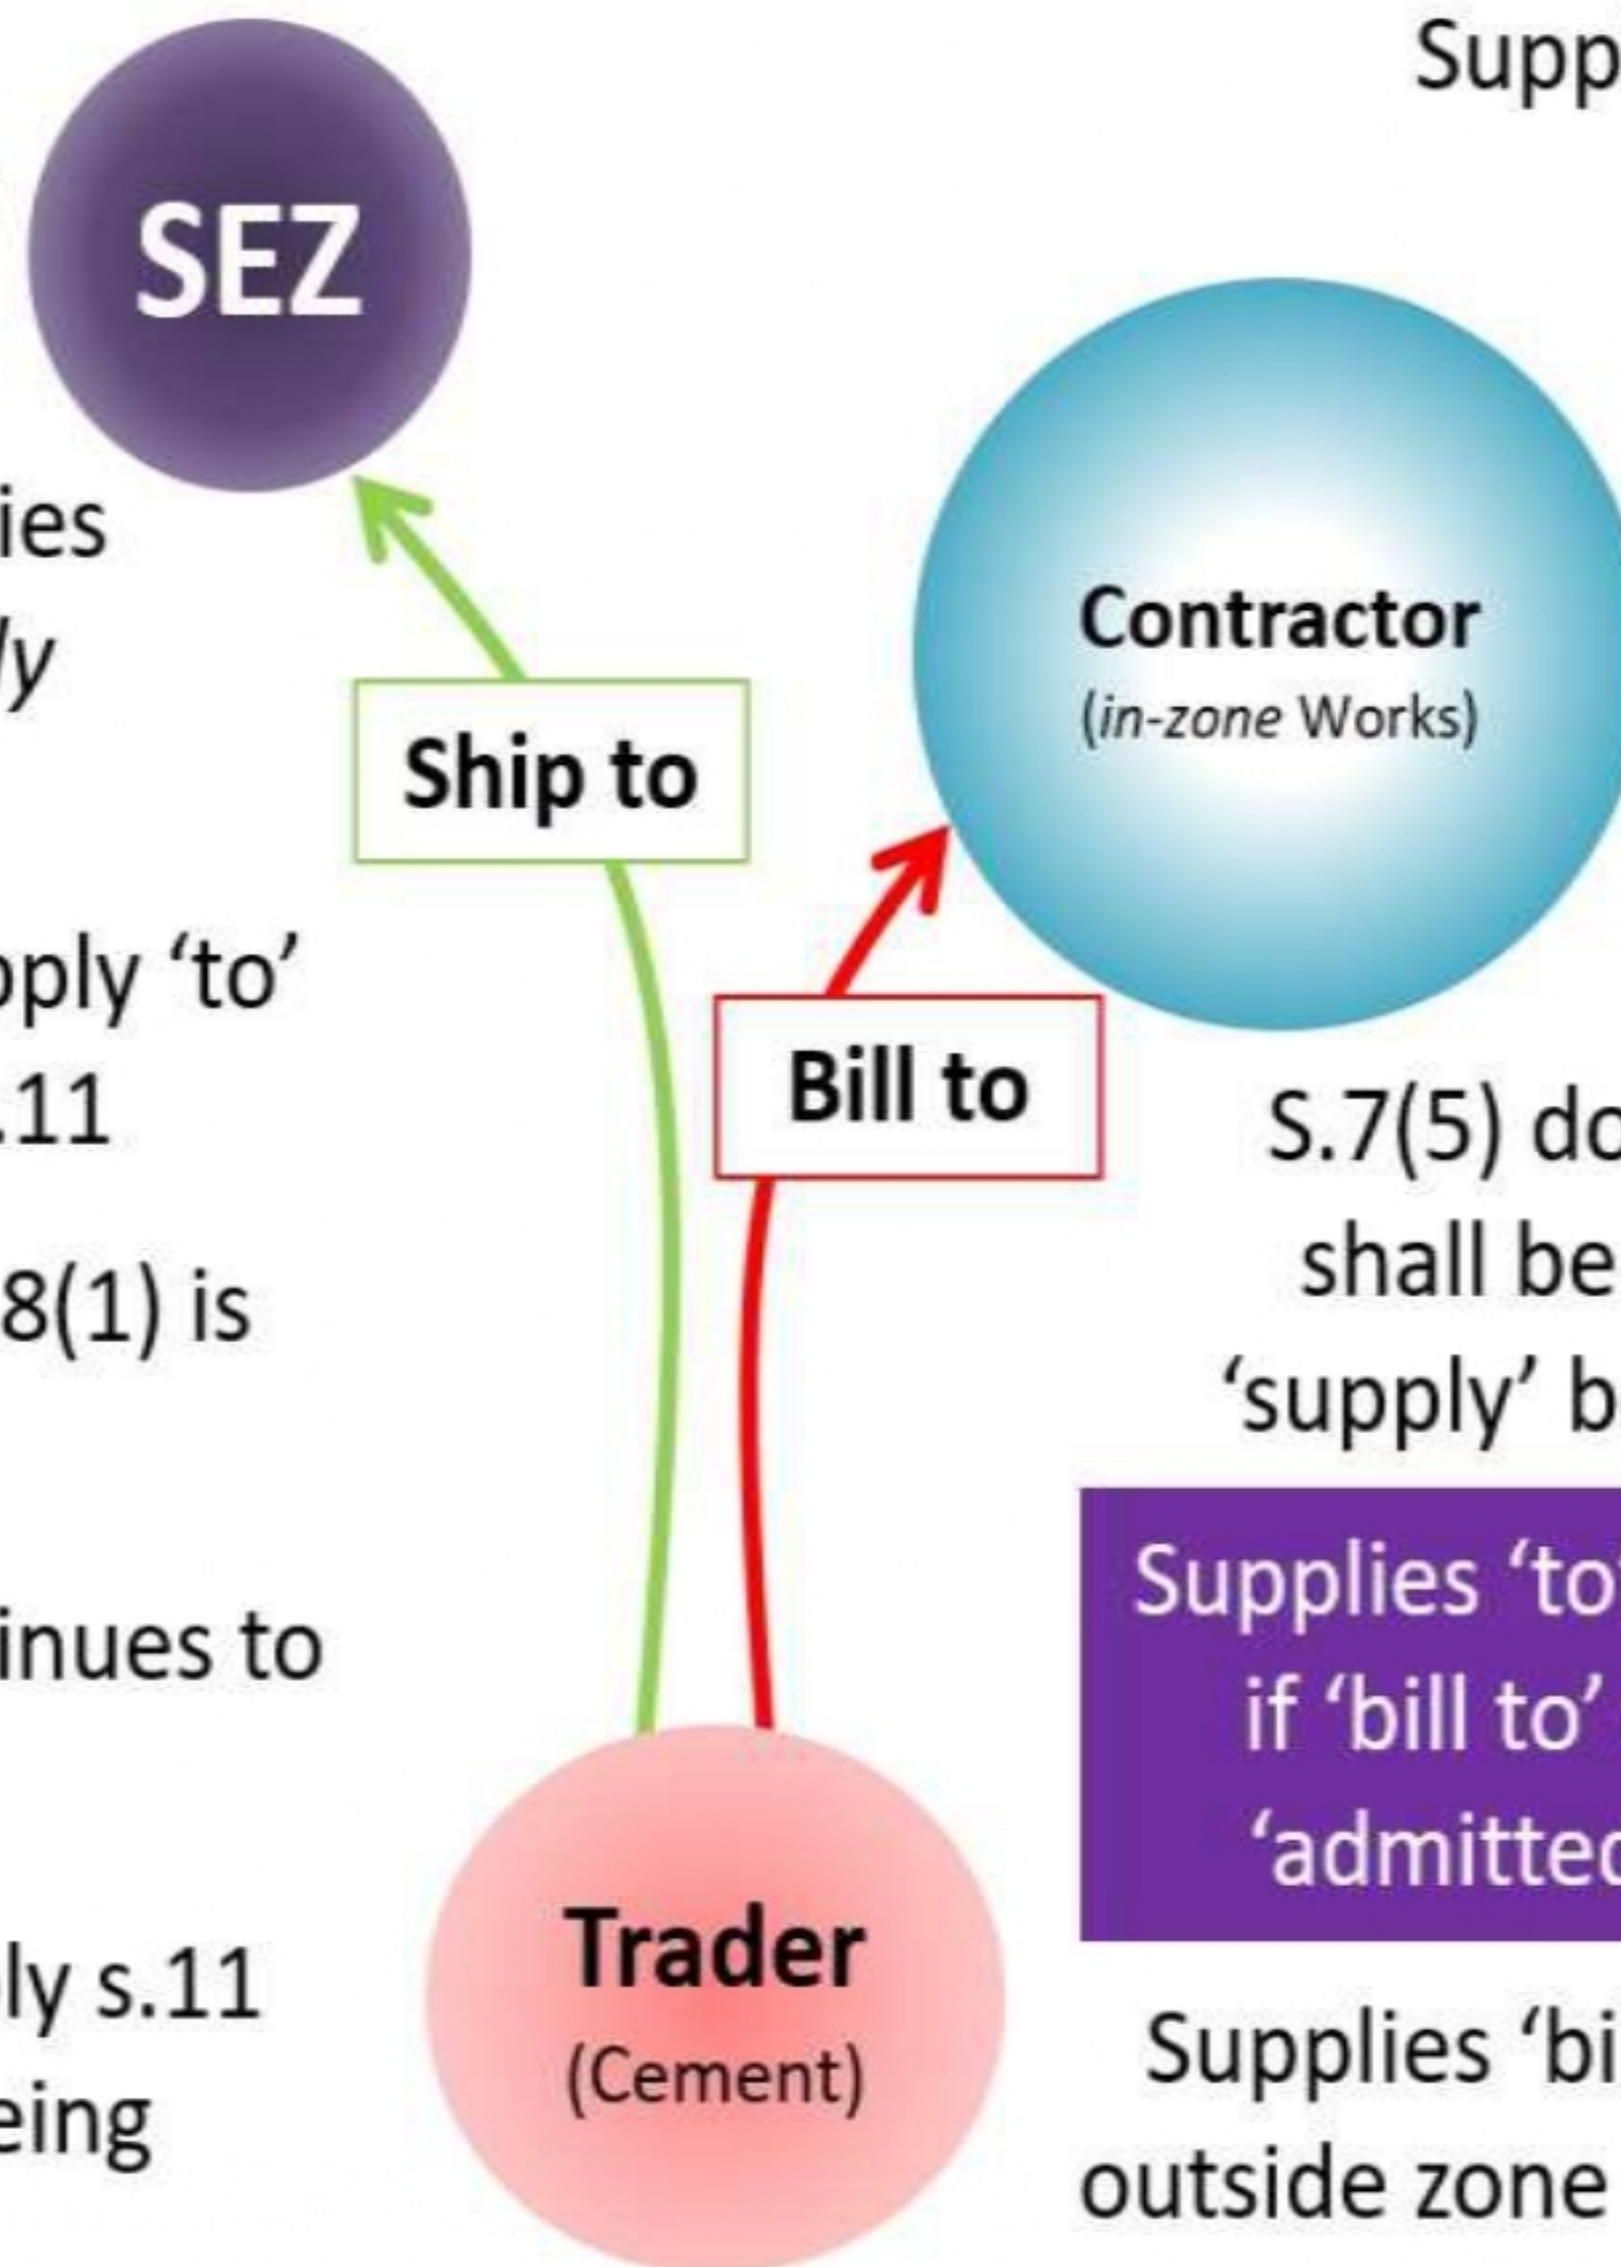 Supp
SEZ
ies
ly
Contractor
(in-zone Works)
Ship to
pply ‘to’
.11
Bill to
S.7(5) do
shall be
‘supply’ b
8(1) is
Supplies ‘to’
if ‘bill to’
‘admitted
inues to
Trader
(Cement)
ly s.11
eing
Supplies ‘bi
outside zone